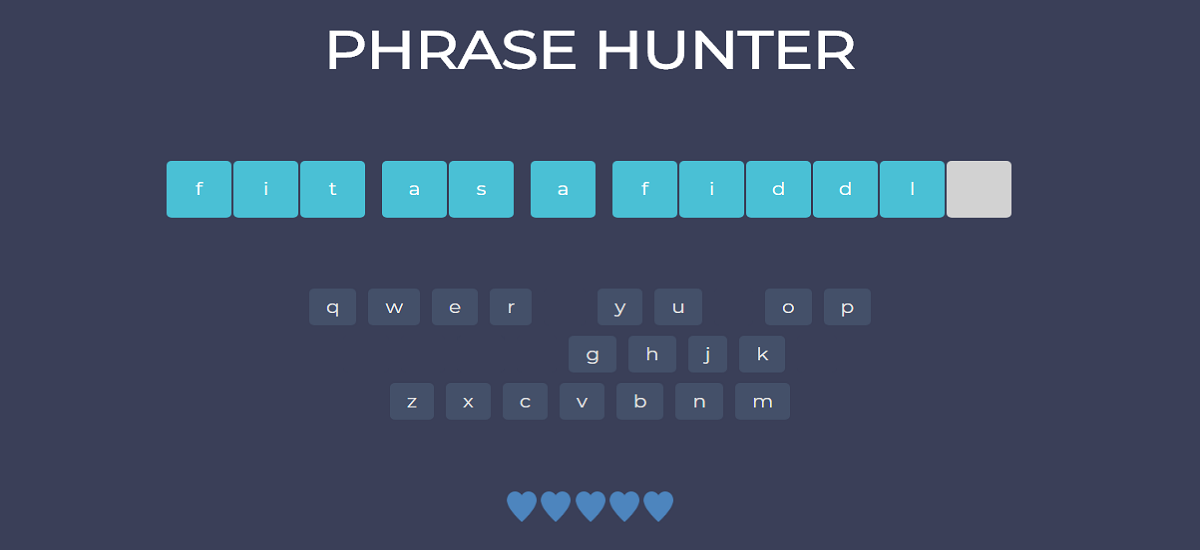 PHRASE HUNTER
f i t a s a f i d d l
q w e r y u o p
g h j k
z x c v b n m